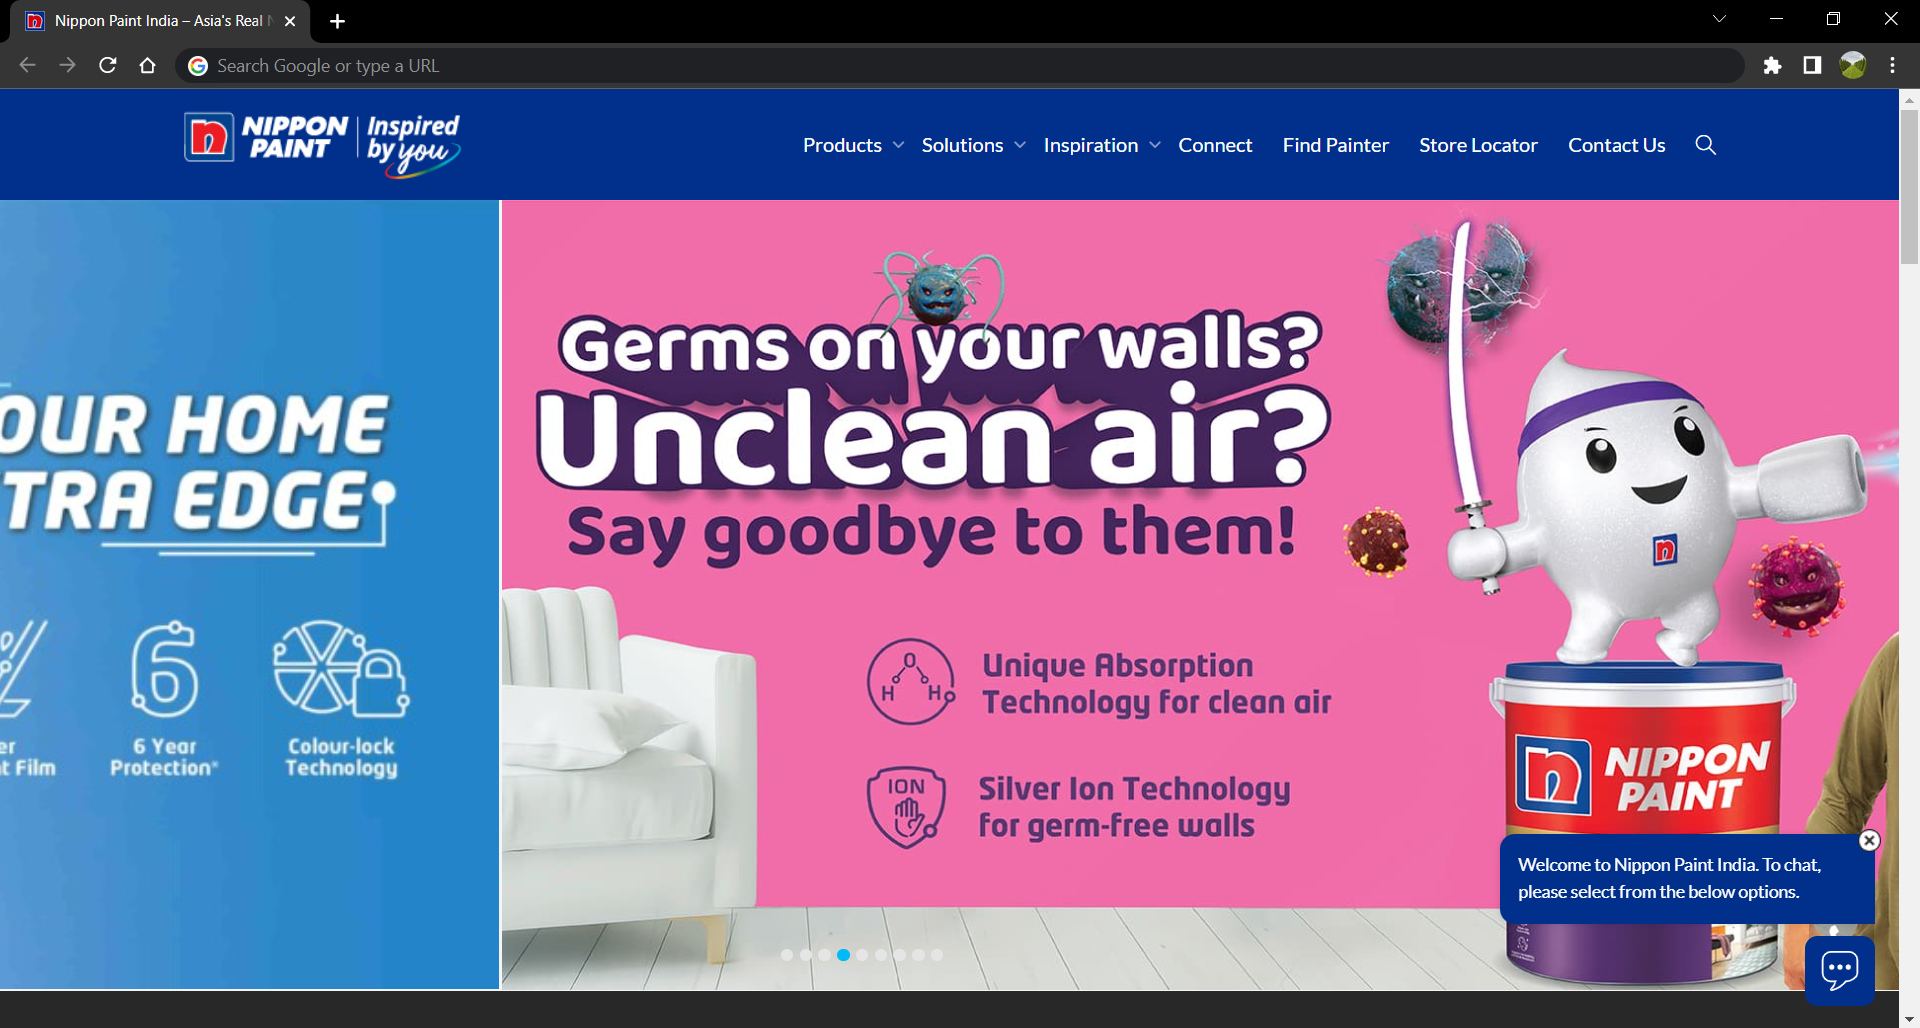 Nippon Paint India – Asia's Real
Search Google or type a URL
NIPPON
PAINT
Inspired
by you
Products
Solutions
Inspiration
Connect
Find Painter
Store Locator
Contact Us
OUR HOME
TRA EDGE
6
6 Year
Protection*
Colour-lock
Technology
t Film
Germs on your walls?
Unclean air?
Say goodbye to them!
O
H H
Unique Absorption
Technology for clean air
ION
Silver Ion Technology
for germ-free walls
n
n
NIPPON
PAINT
Welcome to Nippon Paint India. To chat,
please select from the below options.